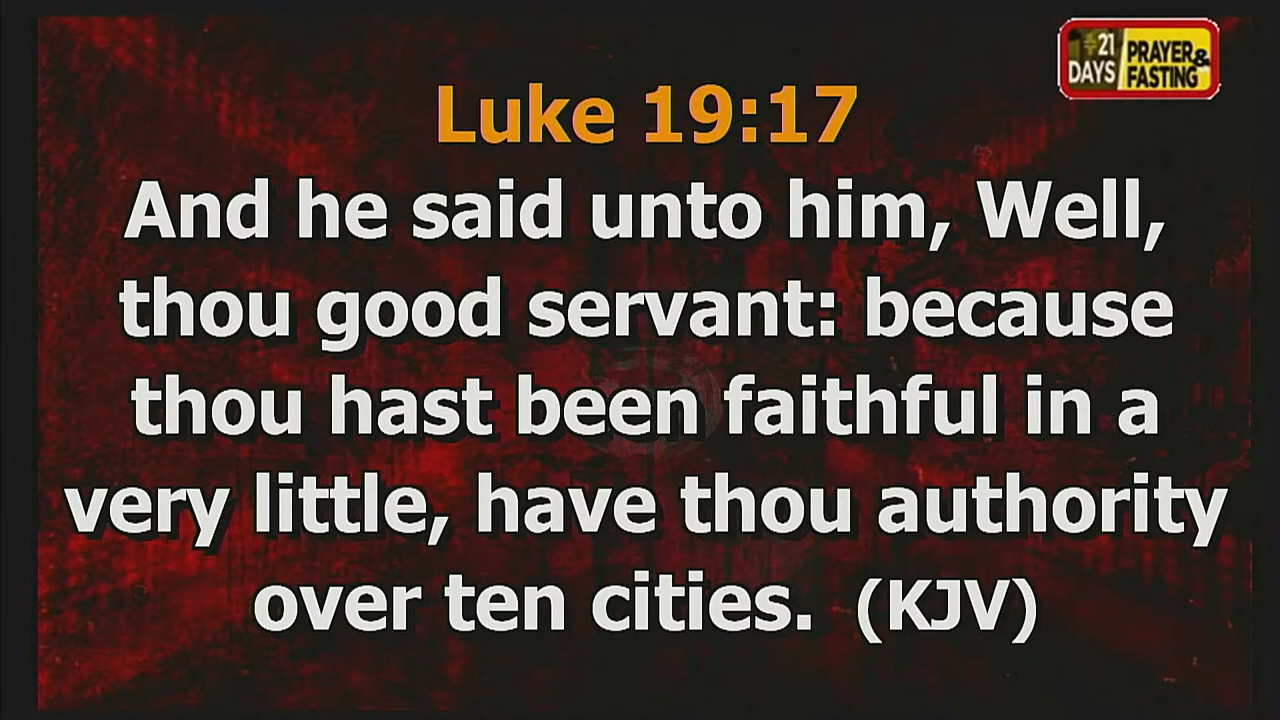 21
DAYS
PRAYER&
FASTING
Luke 19:17
And he said unto him, Well,
thou good servant: because
thou hast been faithful in a
very little, have thou authority
over ten cities. (KJV)